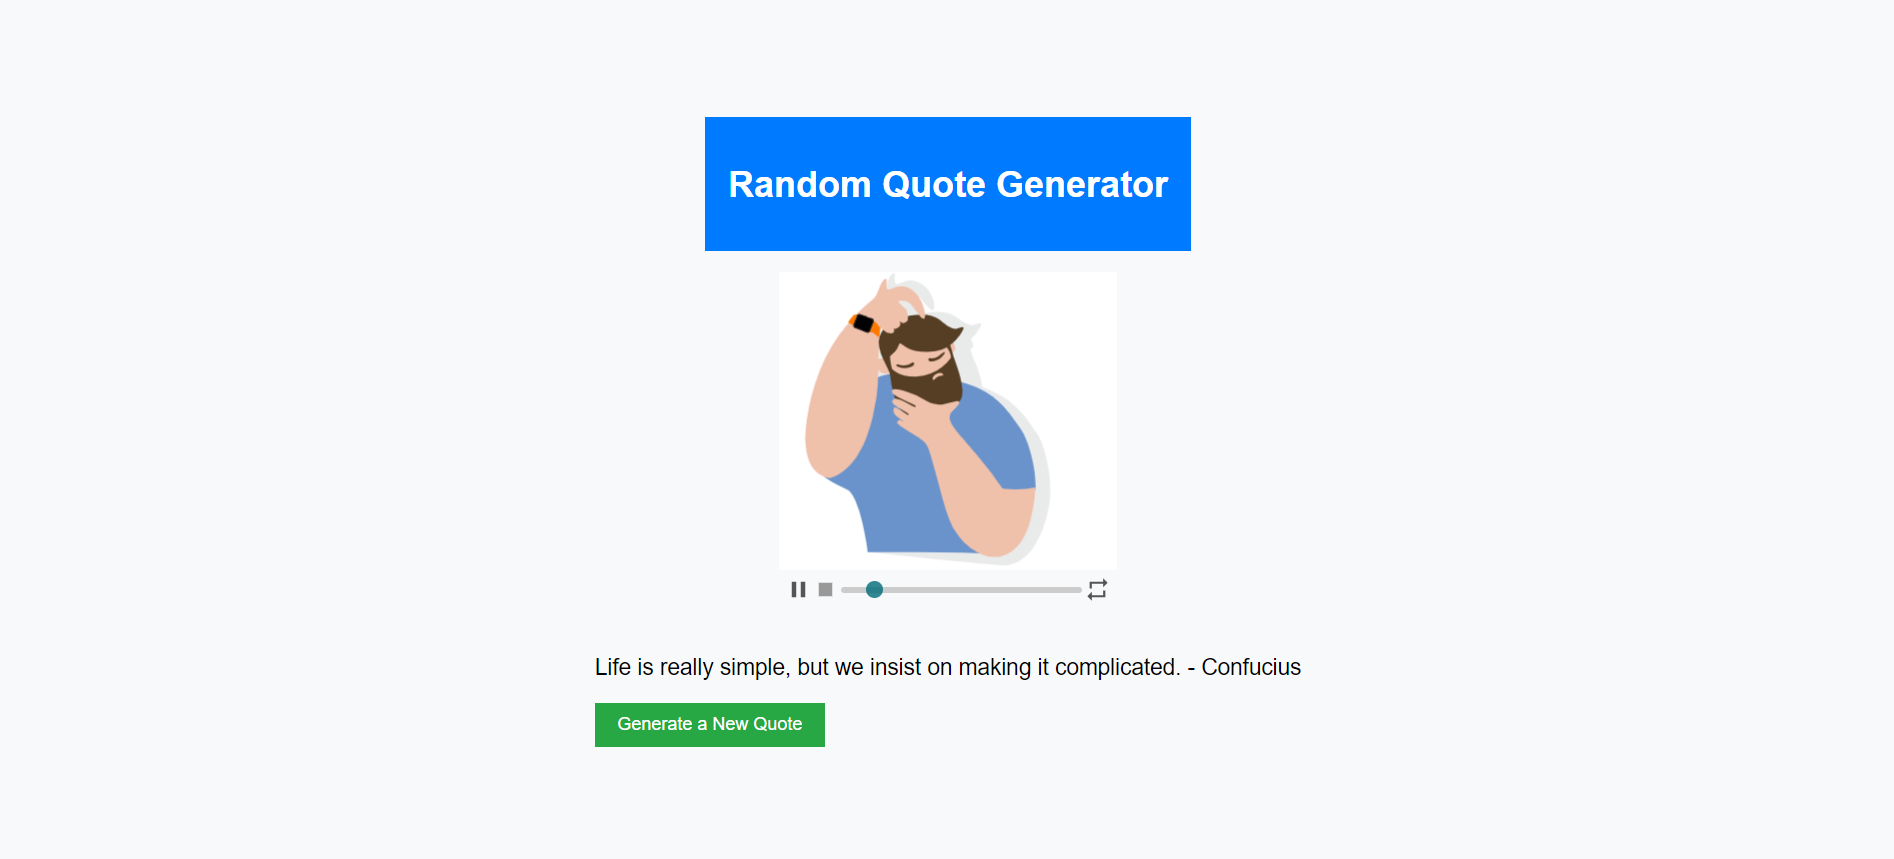 Random Quote Generator
Life is really simple, but we insist on making it complicated. - Confucius
Generate a New Quote